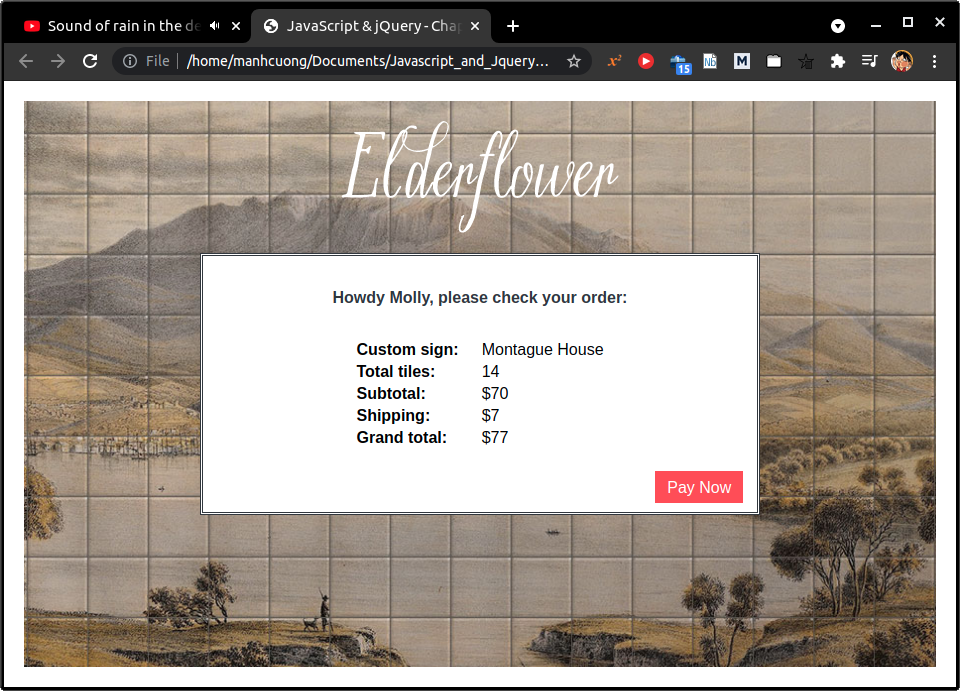 Sound of rain in the de
JavaScript & jQuery - Chap
File
/home/manhcuong/Documents/Javascript_and_Jquery...
x²
15
M
Elderflower
Howdy Molly, please check your order:
Custom sign: Montague House
Total tiles: 14
Subtotal: $70
Shipping: $7
Grand total: $77
Pay Now